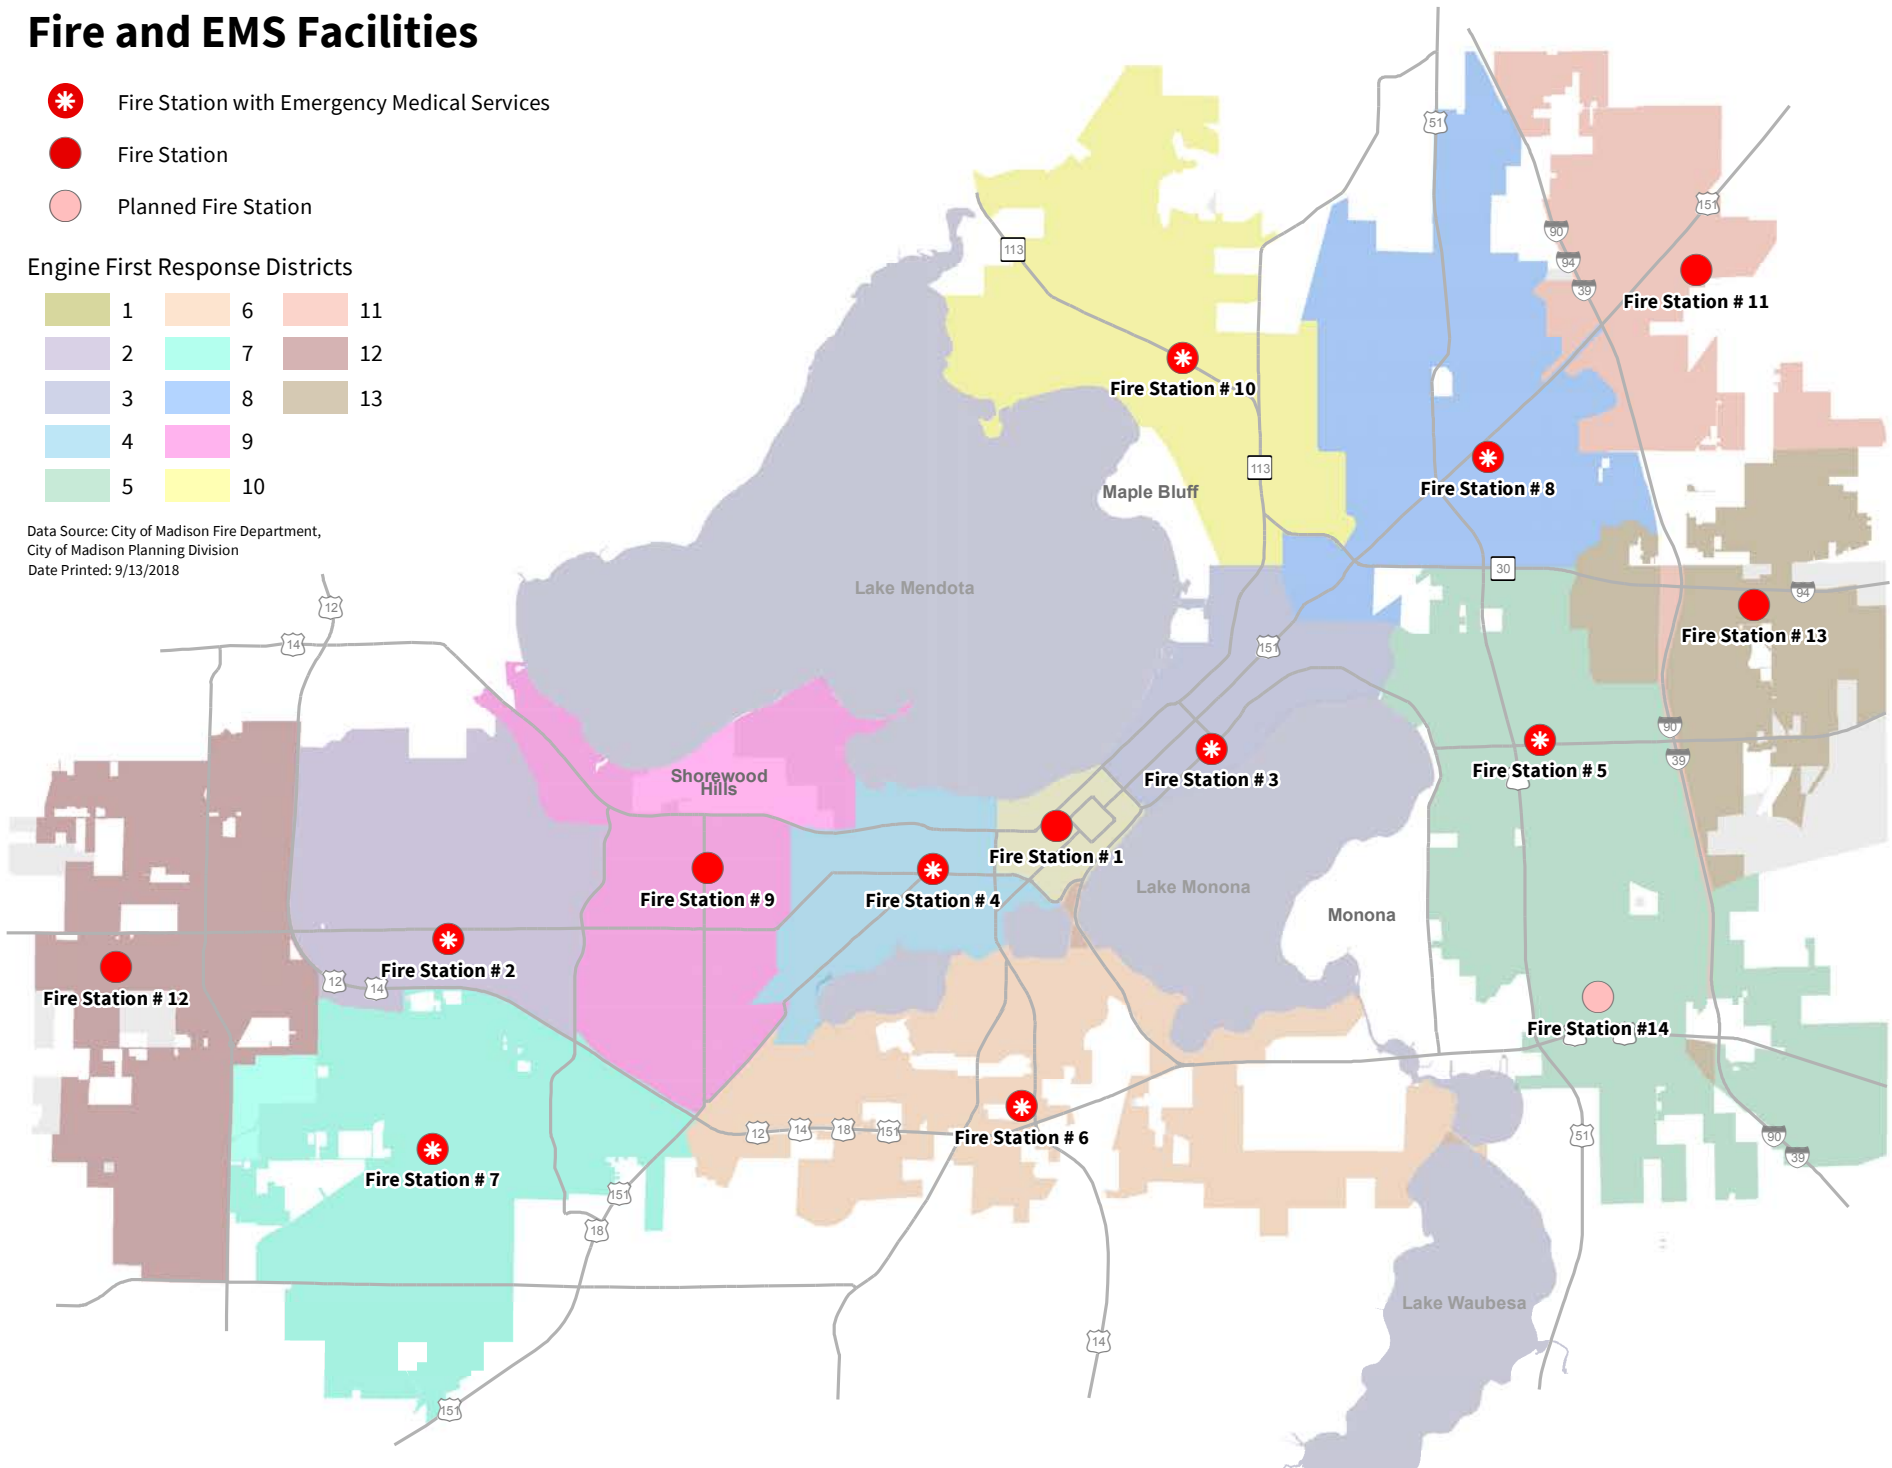 Fire and EMS Facilities
Fire Station with Emergency Medical Services
Fire Station
Planned Fire Station
Engine First Response Districts
1
6
11
2
7
12
3
8
13
4
9
5
10
Data Source: City of Madison Fire Department,
City of Madison Planning Division
Date Printed: 9/13/2018
51
151
90
94
39
113
Fire Station # 11
Fire Station # 10
113
Fire Station # 8
Maple Bluff
30
94
Lake Mendota
12
14
151
Fire Station # 13
90
39
Fire Station # 3
Fire Station # 5
Shorewood
Hills
Fire Station # 1
Fire Station # 9
Fire Station # 4
Lake Monona
Monona
Fire Station # 2
12
14
Fire Station # 12
Fire Station #14
Fire Station # 6
12
14
18
151
51
90
39
Fire Station # 7
151
18
Lake Waubesa
14
151